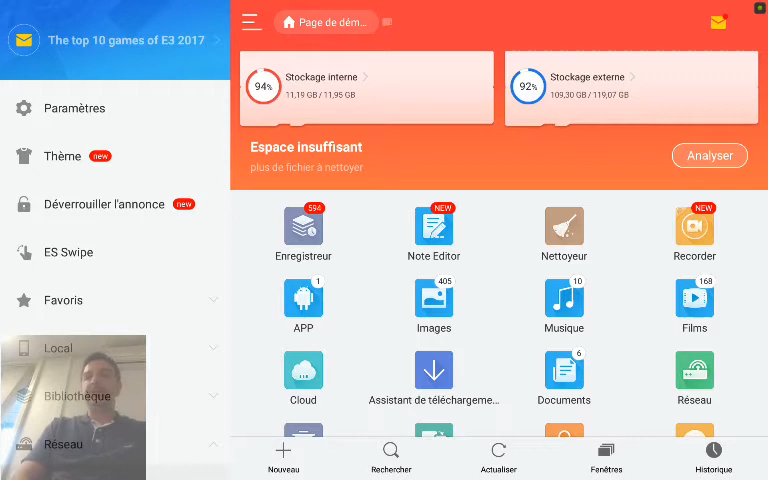 The top 10 games of E3 2017
Paramètres
Thème new
Déverrouiller l'annonce new
ES Swipe
Favoris
Local
Bibliothèque
Réseau
Page de dém...
94%
Stockage interne
11,19 GB / 11,95 GB
92%
Stockage externe
109,30 GB / 119,07 GB
Espace insuffisant
plus de fichier à nettoyer
Analyser
594
NEW
NEW
Enregistreur
Note Editor
Nettoyeur
Recorder
1
405
10
168
APP
Images
Musique
Films
6
Cloud
Assistant de téléchargeme...
Documents
Réseau
Nouveau
Rechercher
Actualiser
Fenêtres
Historique